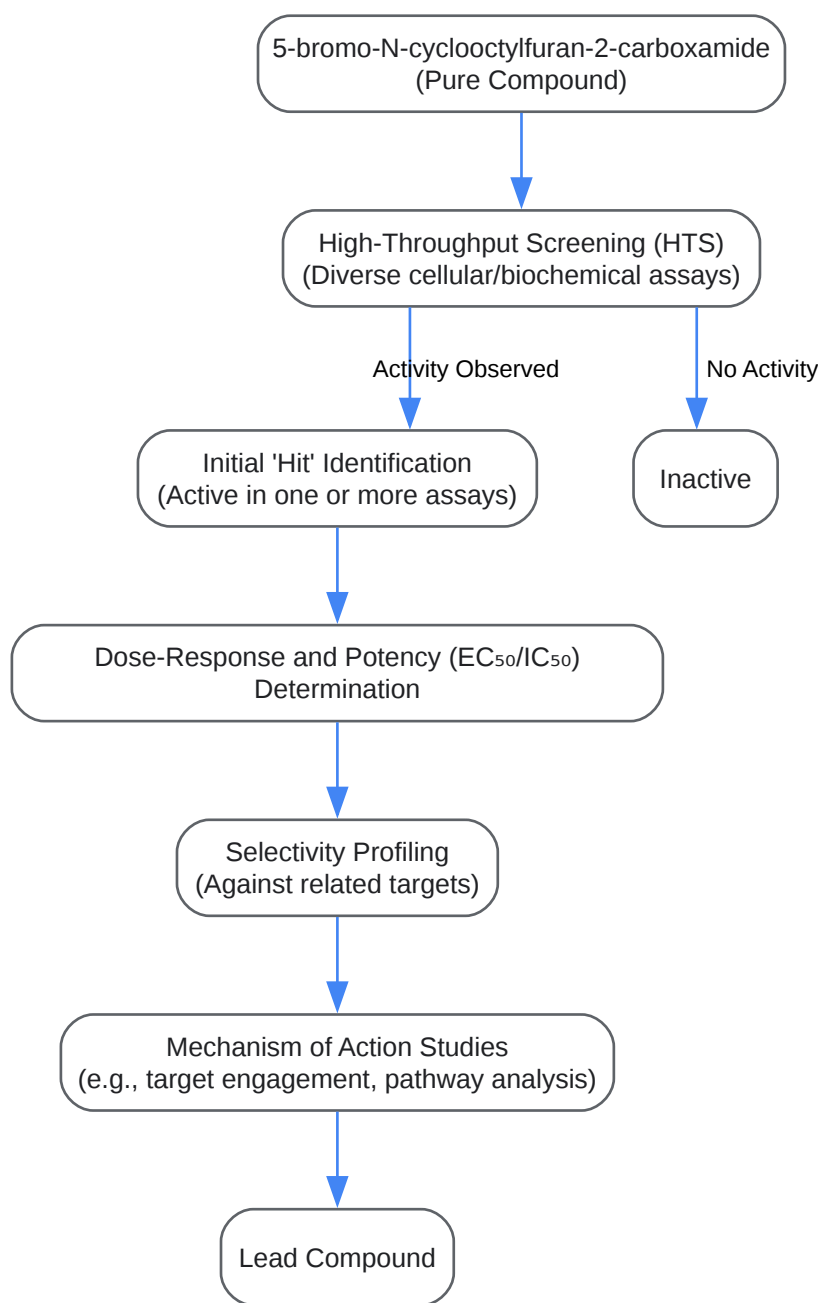 5-bromo-N-cyclooctylfuran-2-carboxamide
(Pure Compound)
High-Throughput Screening (HTS)
(Diverse cellular/biochemical assays)
Activity Observed
No Activity
Initial 'Hit' Identification
(Active in one or more assays)
Inactive
Dose-Response and Potency (EC₅₀/IC₅₀)
Determination
Selectivity Profiling
(Against related targets)
Mechanism of Action Studies
(e.g., target engagement, pathway analysis)
Lead Compound